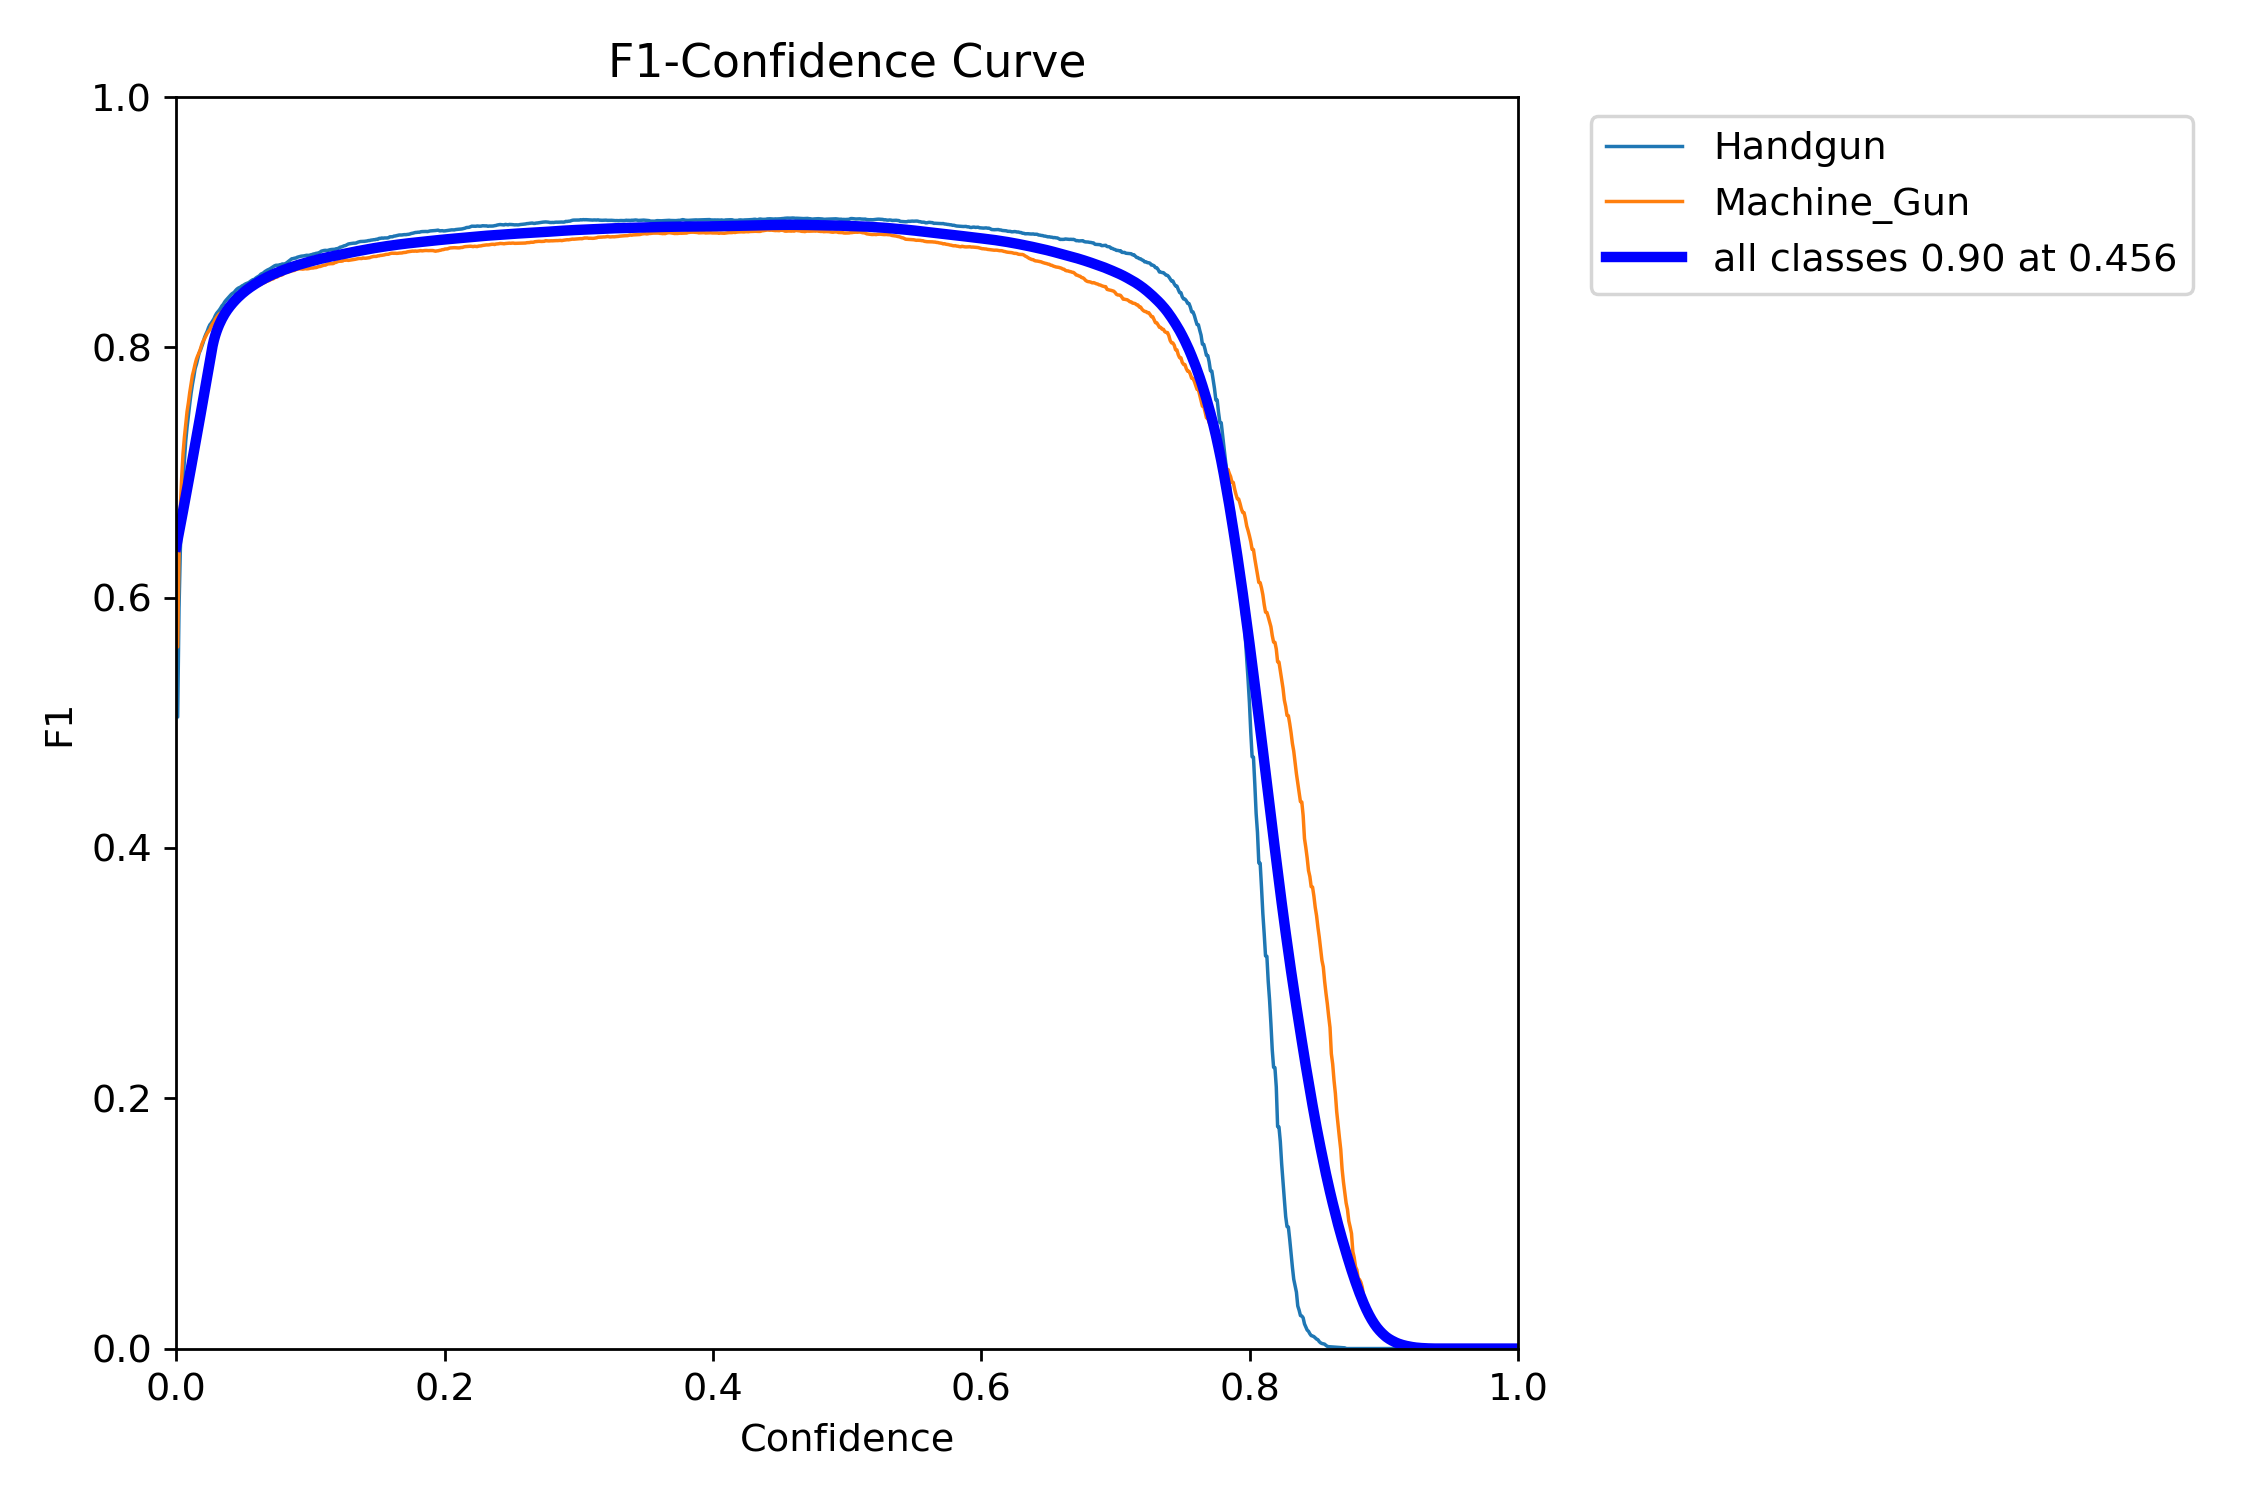 F1-Confidence Curve
Handgun
Machine_Gun
all classes 0.90 at 0.456
F1
1.0
0.8
0.6
0.4
0.2
0.0
0.0 0.2 0.4 0.6 0.8 1.0
Confidence